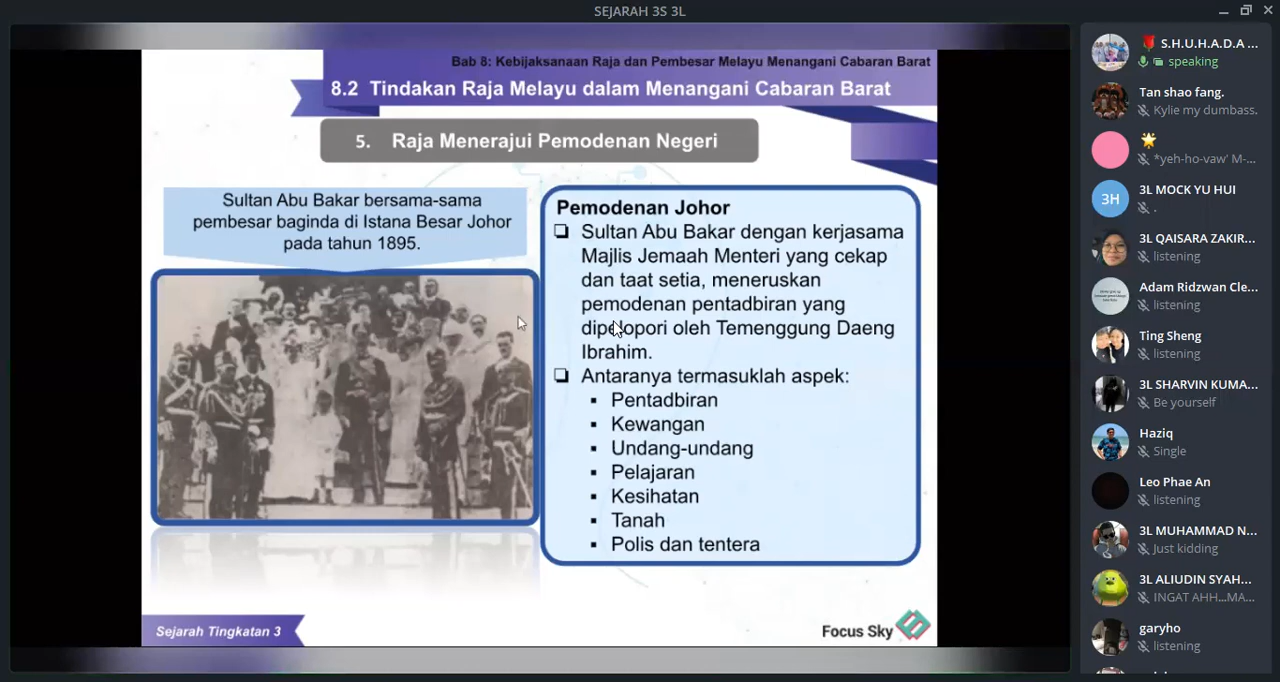 SEJARAH 3S 3L
Bab 8: Kebijaksanaan Raja dan Pembesar Melayu Menangani Cabaran Barat
8.2 Tindakan Raja Melayu dalam Menangani Cabaran Barat
5. Raja Menerajui Pemodenan Negeri
Sultan Abu Bakar bersama-sama
pembesar baginda di Istana Besar Johor
pada tahun 1895.
Pemodenan Johor
Sultan Abu Bakar dengan kerjasama
Majlis Jemaah Menteri yang cekap
dan taat setia, meneruskan
pemodenan pentadbiran yang
dipelopori oleh Temenggung Daeng
Ibrahim.
Antaranya termasuklah aspek:
Pentadbiran
Kewangan
Undang-undang
Pelajaran
Kesihatan
Tanah
Polis dan tentera
Sejarah Tingkatan 3
Focus Sky
S.H.U.H.A.D.A ...
speaking
Tan shao fang.
Kylie my dumbass.
*yeh-ho-vaw' M-...
3H
3L MOCK YU HUI
.
3L QAISARA ZAKIR...
listening
Adam Ridzwan Cle...
listening
Ting Sheng
listening
3L SHARVIN KUMA...
Be yourself
Haziq
Single
Leo Phae An
listening
3L MUHAMMAD N...
Just kidding
3L ALIUDIN SYAH...
INGAT AHH...MA...
garyho
listening